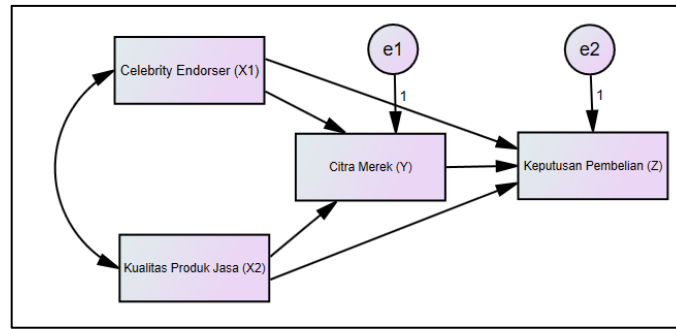 e1
e2
Celebrity Endorser (X1)
1
1
Citra Merek (Y)
Keputusan Pembelian (Z)
Kualitas Produk Jasa (X2)